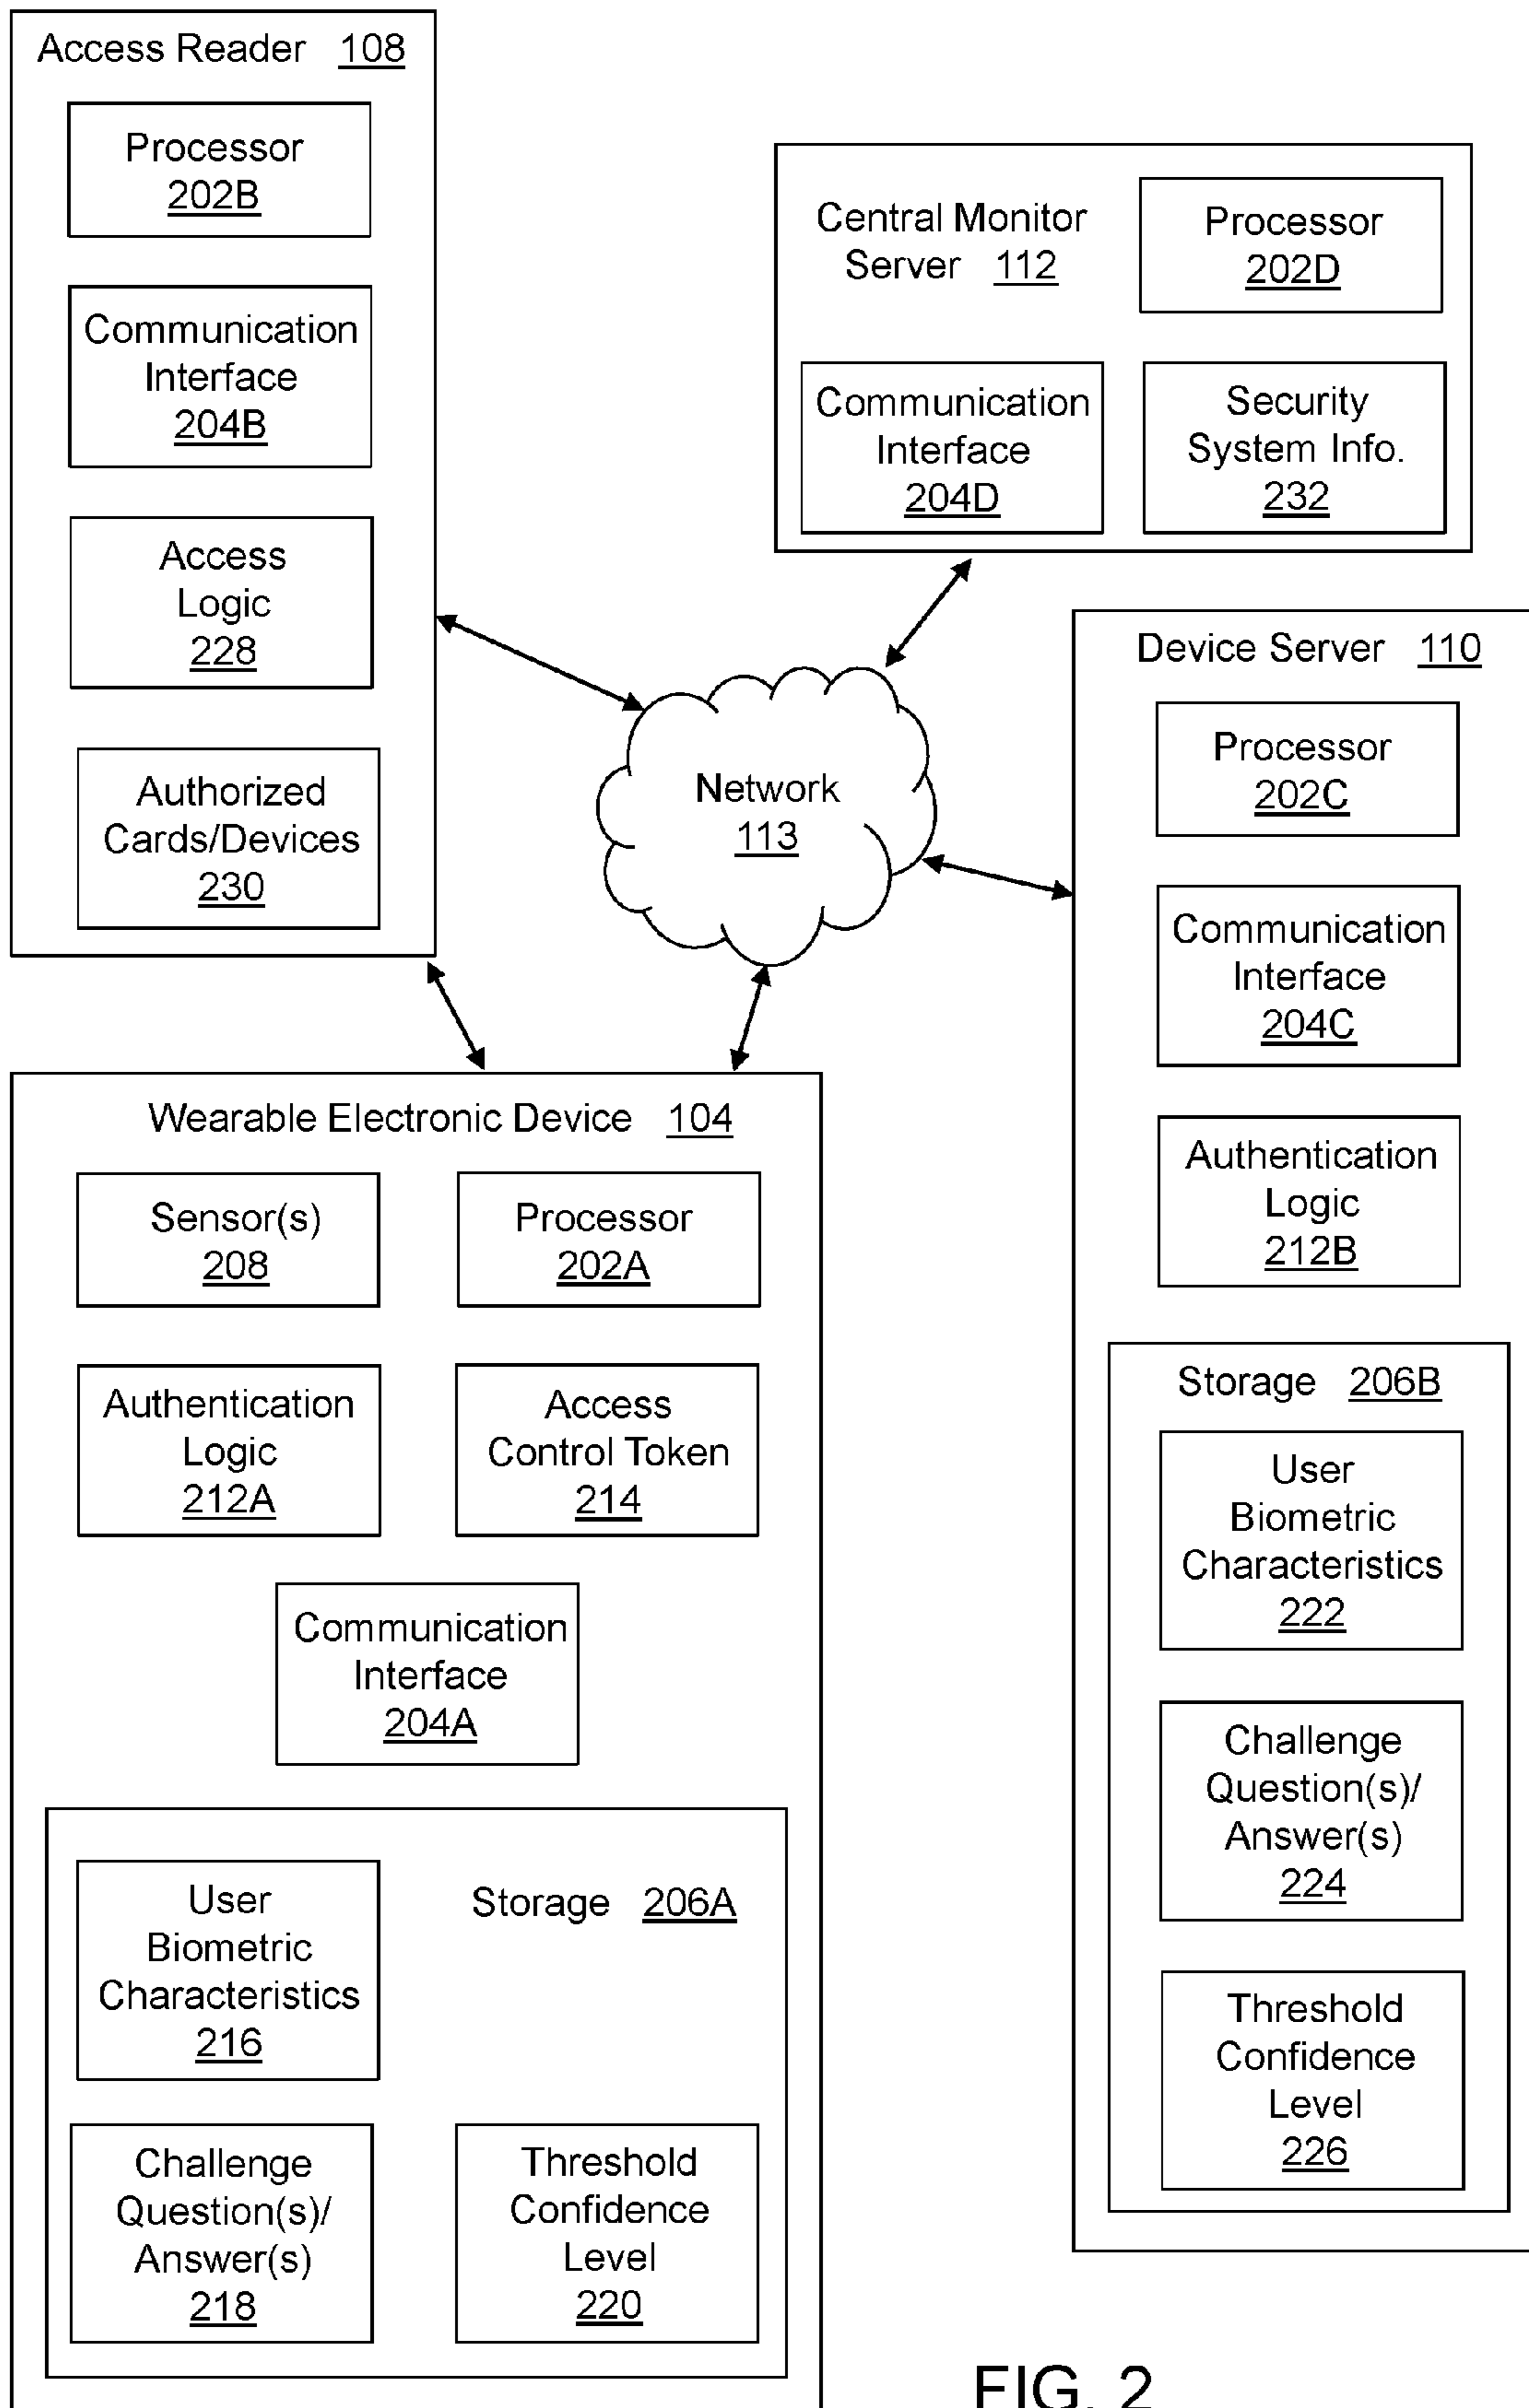 Access Reader 108
Processor
202B
Communication
Interface
204B
Access
Logic
228
Authorized
Cards/Devices
230
Central Monitor
Server 112
Processor
202D
Communication
Interface
204D
Security
System Info.
232
Network
113
Device Server 110
Processor
202C
Communication
Interface
204C
Authentication
Logic
212B
Storage 206B
User
Biometric
Characteristics
222
Challenge
Question(s)/
Answer(s)
224
Threshold
Confidence
Level
226
Wearable Electronic Device 104
Sensor(s)
208
Processor
202A
Authentication
Logic
212A
Access
Control Token
214
Communication
Interface
204A
Storage 206A
User
Biometric
Characteristics
216
Challenge
Question(s)/
Answer(s)
218
Threshold
Confidence
Level
220
FIG. 2